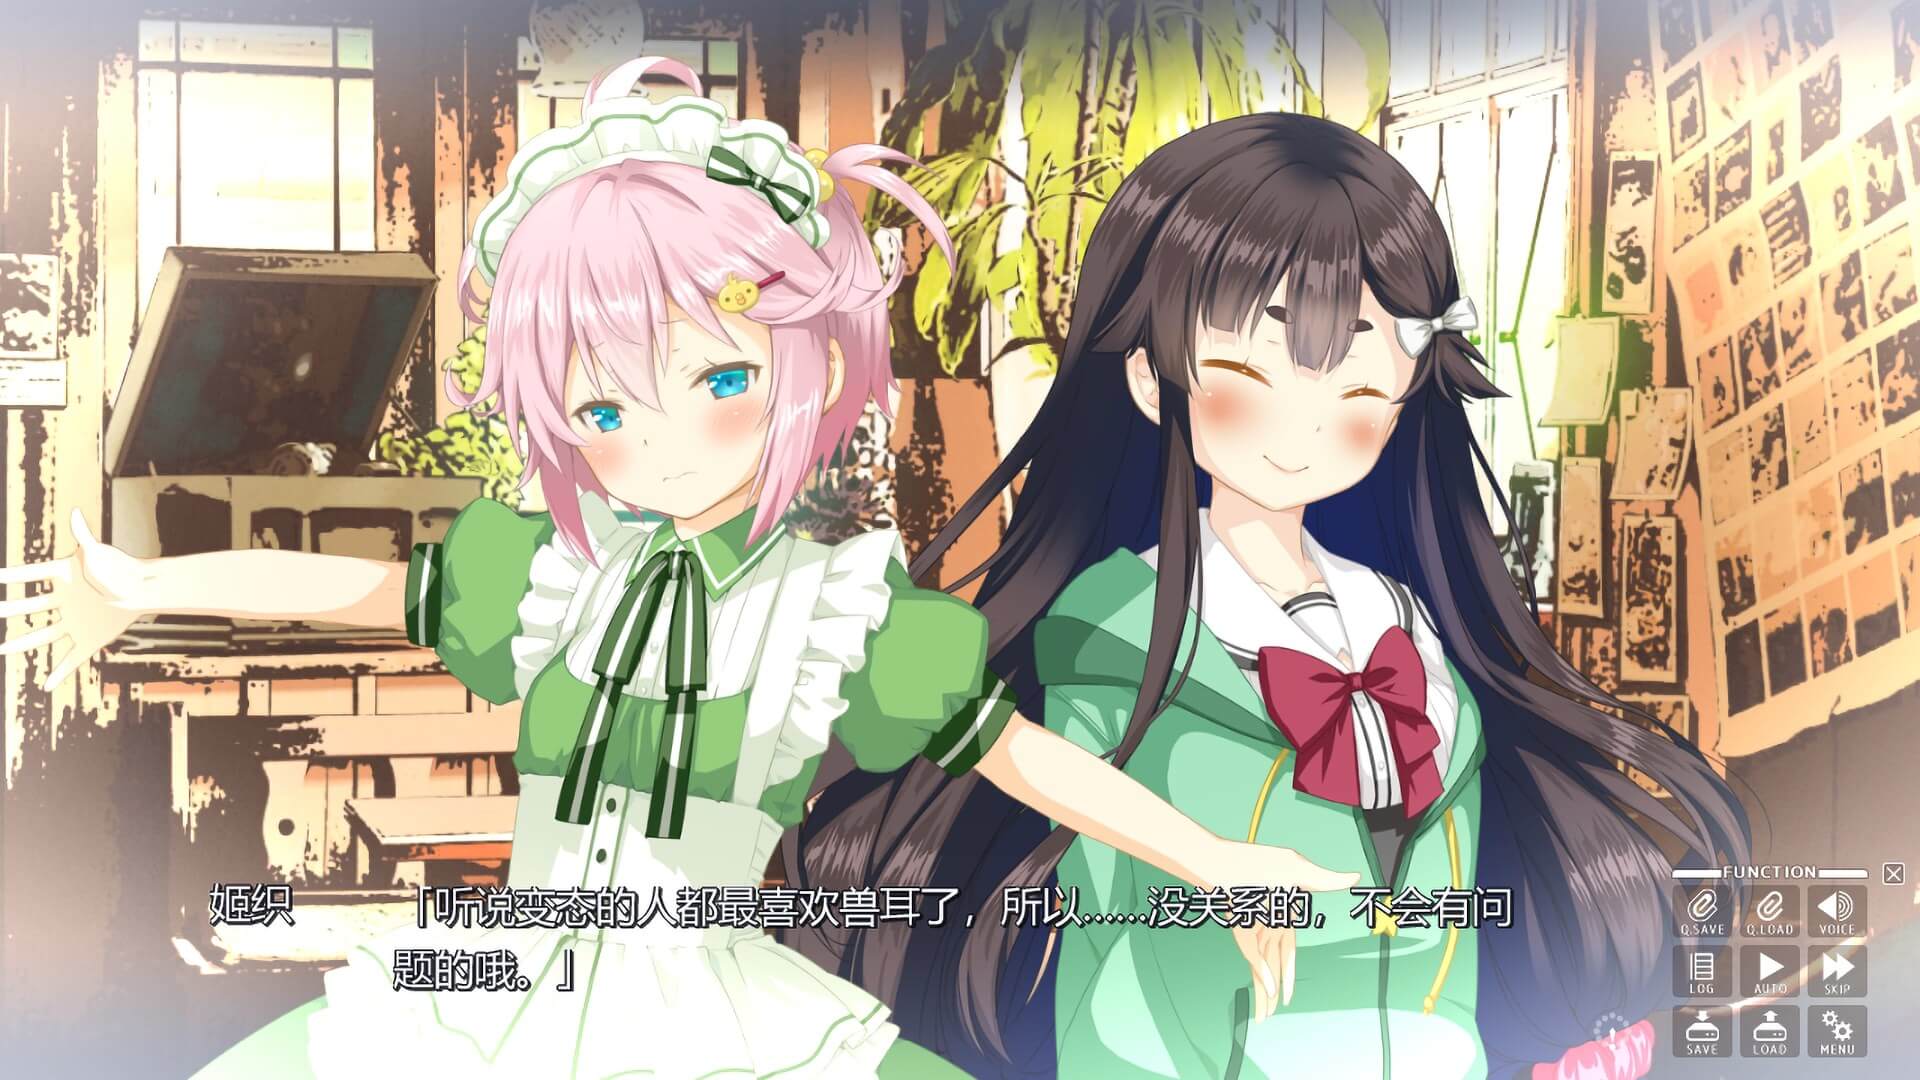 姬织 「听说变态的人都最喜欢兽耳了，所以……没关系的，不会有问
题的哦。」
FUNCTION
Q.SAVE Q.LOAD VOICE
LOG AUTO SKIP
SAVE LOAD MENU